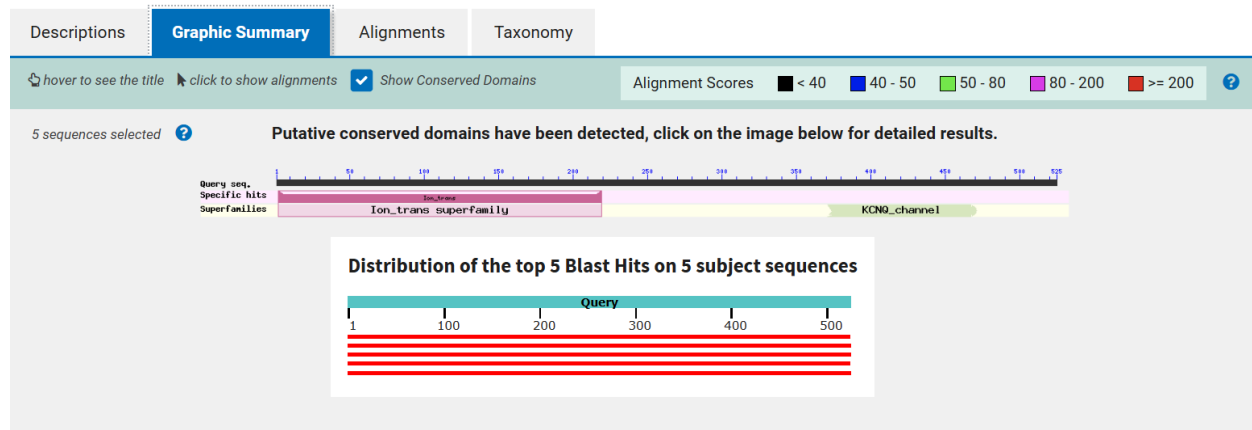 Descriptions Graphic Summary Alignments Taxonomy
hover to see the title click to show alignments Show Conserved Domains Alignment Scores < 40 40 - 50 50 - 80 80 - 200 >= 200 ?
5 sequences selected ? Putative conserved domains have been detected, click on the image below for detailed results.
1 50 100 150 200 250 300 350 400 450 500 525
Query seq.
Specific hits Ion_trans
Superfamilies Ion_trans superfamily KCNQ_channel
Distribution of the top 5 Blast Hits on 5 subject sequences
Query
1 100 200 300 400 500